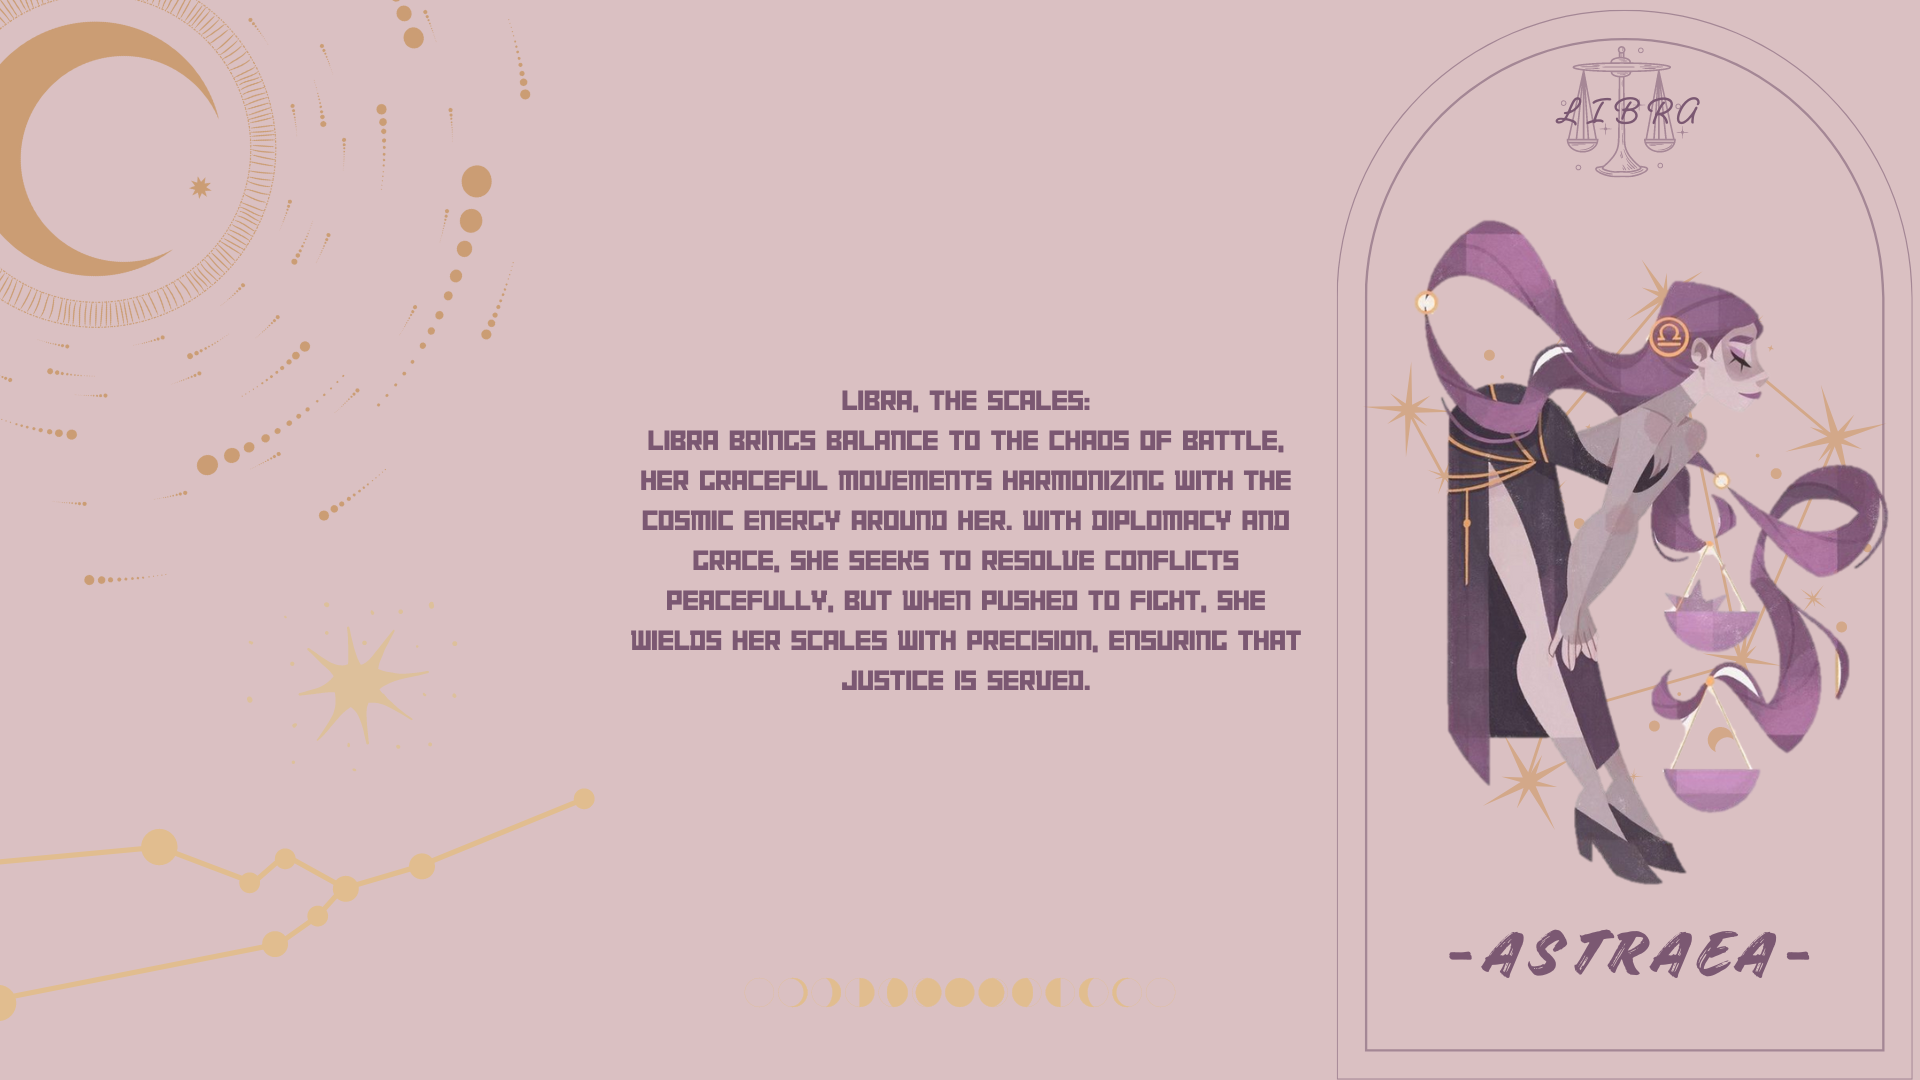 LIBRA
LIBRA, THE SCALES:
LIBRA BRINGS BALANCE TO THE CHAOS OF BATTLE,
HER GRACEFUL MOVEMENTS HARMONIZING WITH THE
COSMIC ENERGY AROUND HER. WITH DIPLOMACY AND
GRACE, SHE SEEKS TO RESOLVE CONFLICTS
PEACEFULLY, BUT WHEN PUSHED TO FIGHT, SHE
WIELDS HER SCALES WITH PRECISION, ENSURING THAT
JUSTICE IS SERVED.
-ASTRAEA-